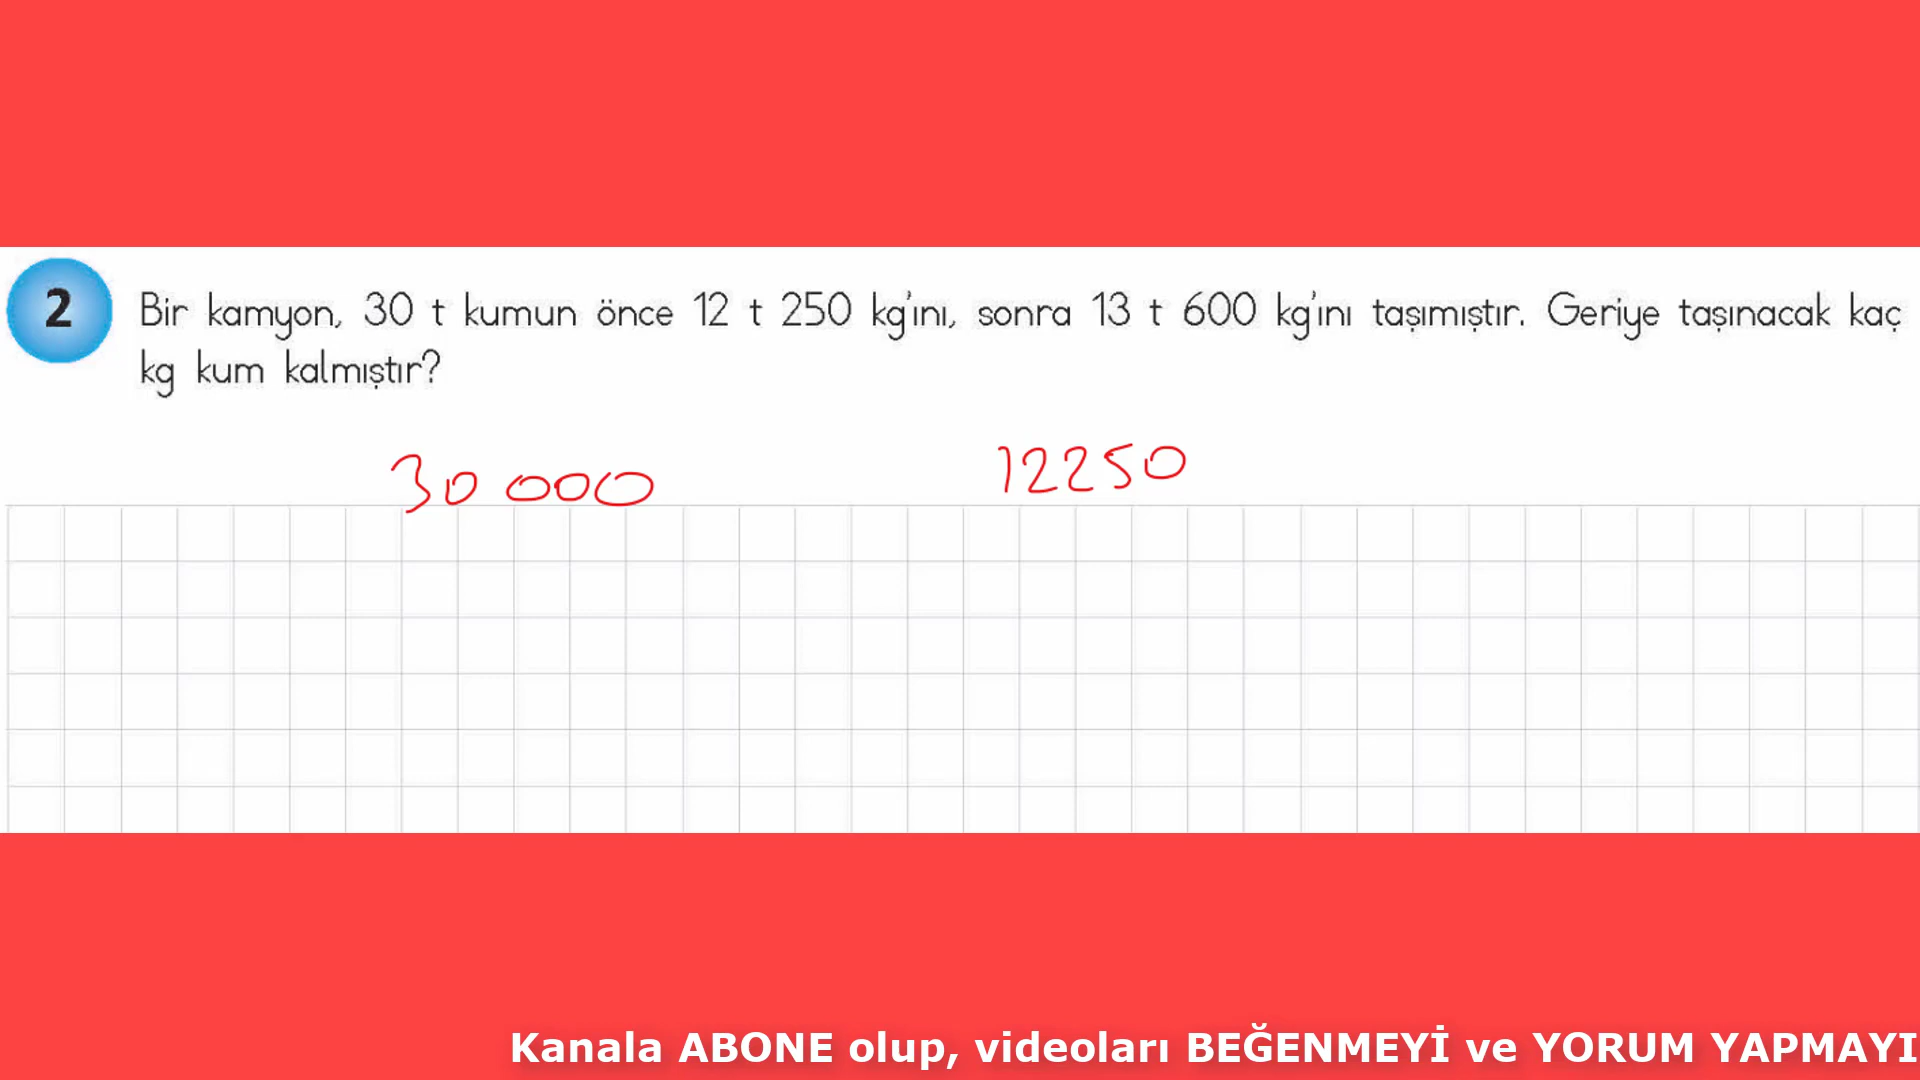 2
Bir kamyon, 30 t kumun önce 12 t 250 kg'ını, sonra 13 t 600 kg'ını taşımıştır. Geriye taşınacak kaç
kg kum kalmıştır?
30 000 12250
Kanala ABONE olup, videoları BEĞENMEYİ ve YORUM YAPMAYI